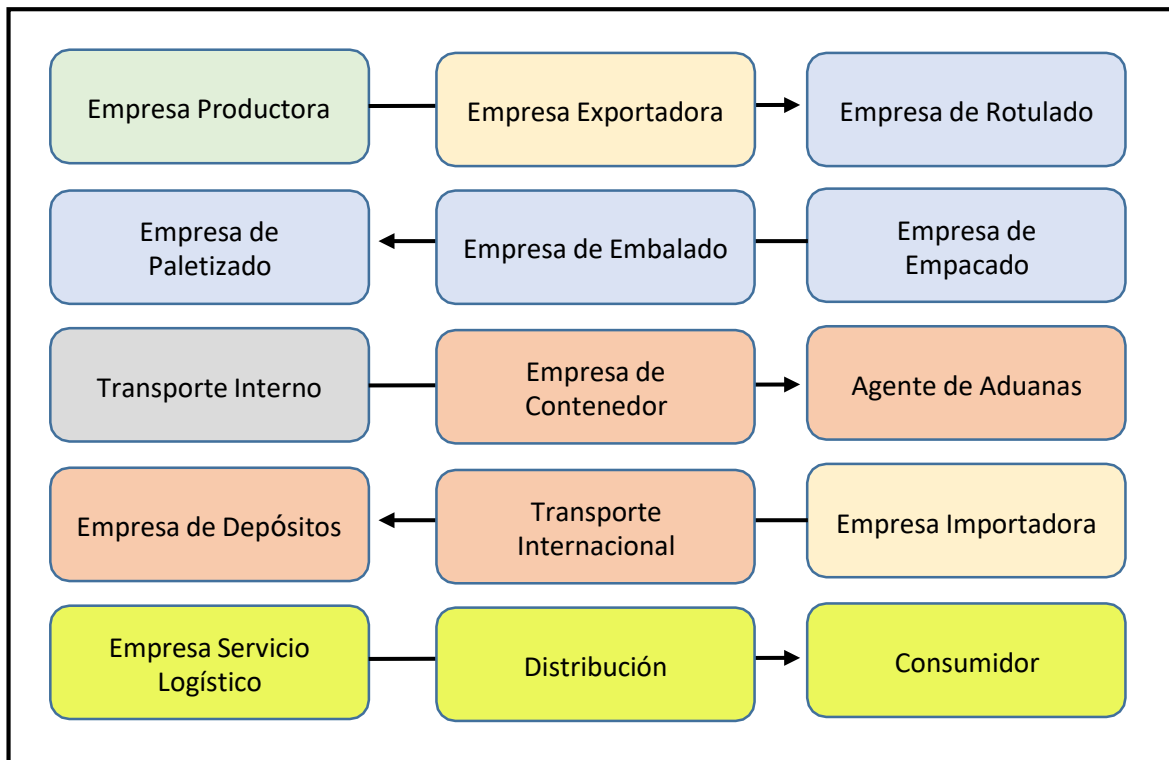 Empresa Productora
Empresa Exportadora
Empresa de Rotulado
Empresa de
Paletizado
Empresa de Embalado
Empresa de
Empacado
Transporte Interno
Empresa de
Contenedor
Agente de Aduanas
Empresa de Depósitos
Transporte
Internacional
Empresa Importadora
Empresa Servicio
Logístico
Distribución
Consumidor